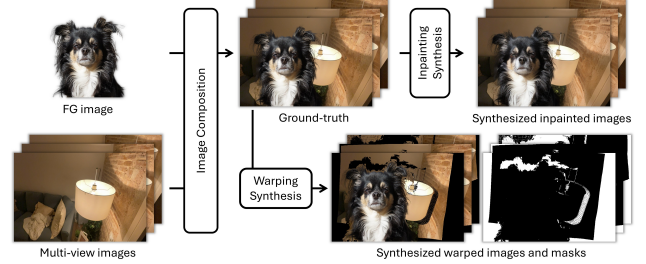 FG image
Multi-view images
Image Composition
Ground-truth
Inpainting
Synthesis
Synthesized inpainted images
Warping
Synthesis
Synthesized warped images and masks